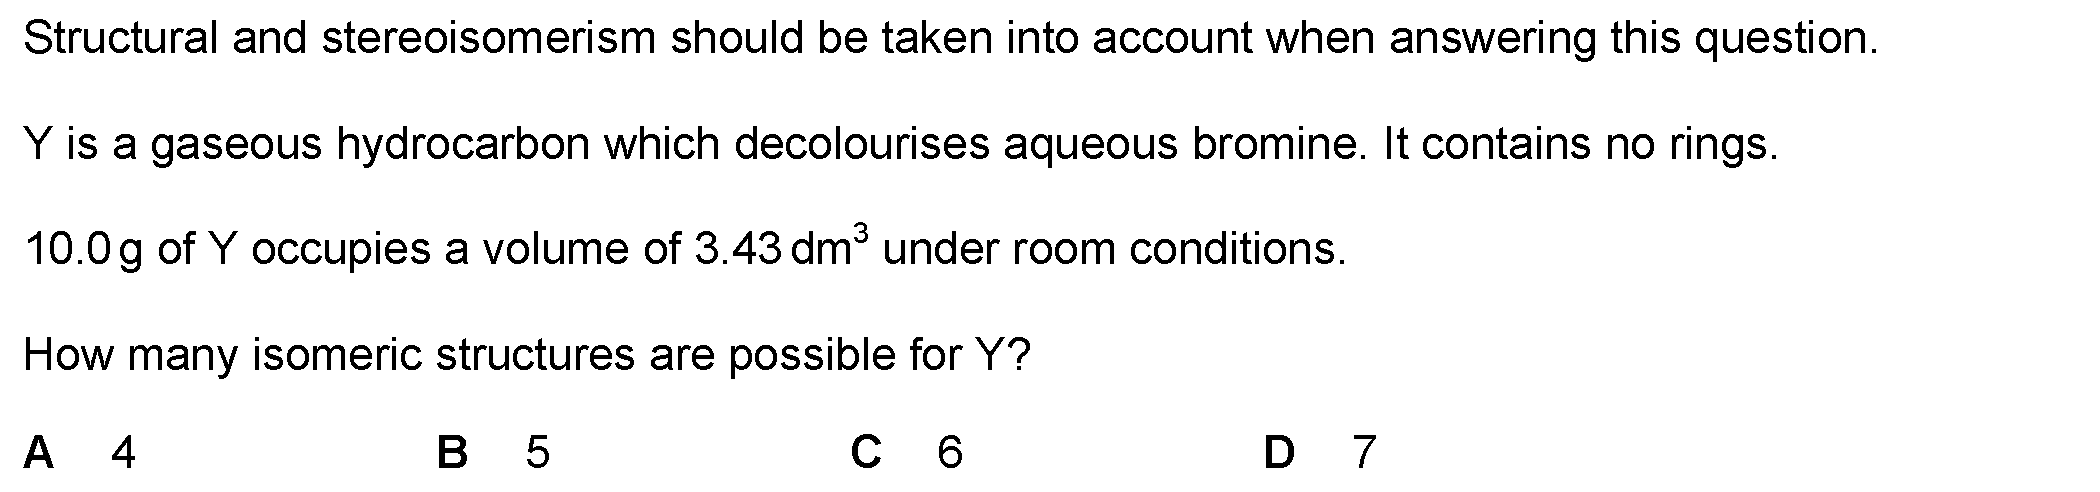 Structural and stereoisomerism should be taken into account when answering this question.
Y is a gaseous hydrocarbon which decolourises aqueous bromine. It contains no rings.
10.0 g of Y occupies a volume of 3.43 dm³ under room conditions.
How many isomeric structures are possible for Y?
A 4 B 5 C 6 D 7